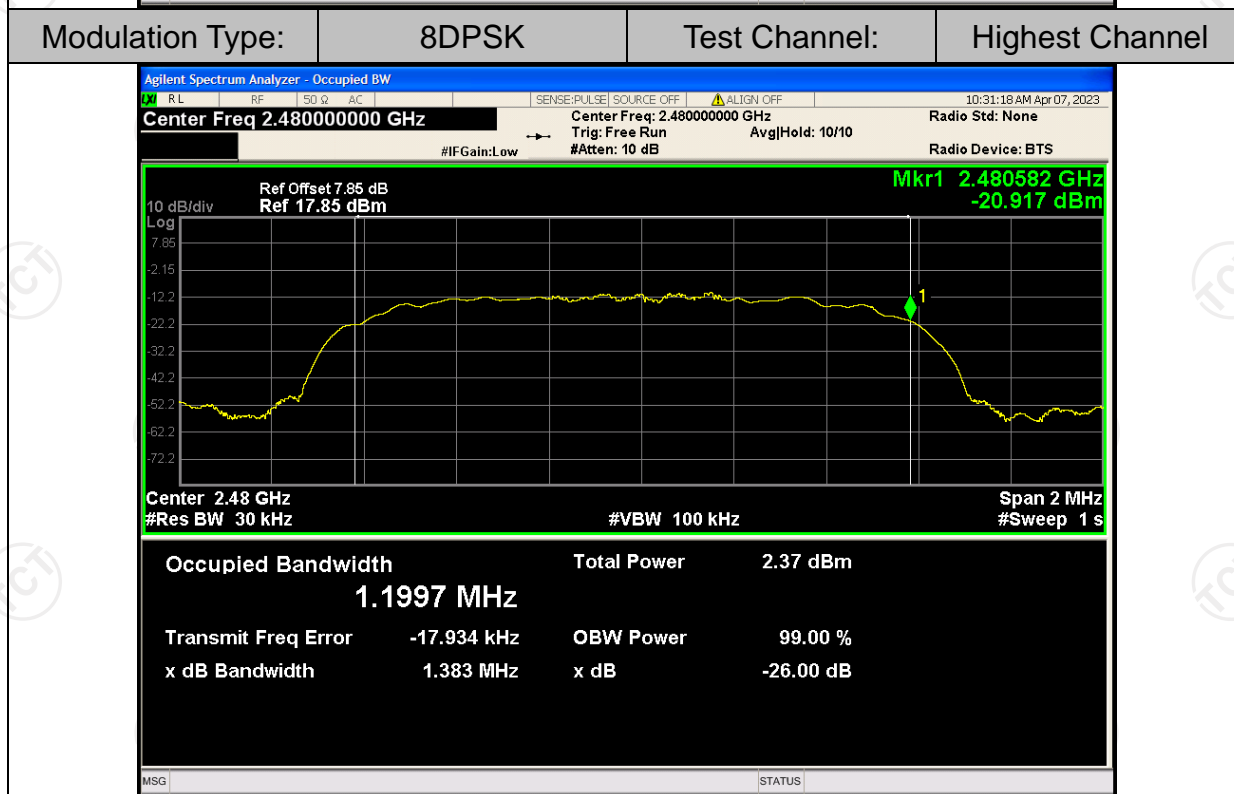 Modulation Type: 8DPSK Test Channel: Highest Channel
Agilent Spectrum Analyzer - Occupied BW
LXI RL RF 50 Ω AC SENSE:PULSE SOURCE OFF ALIGN OFF 10:31:18 AM Apr 07, 2023
Center Freq 2.480000000 GHz Center Freq: 2.480000000 GHz Radio Std: None
Trig: Free Run Avg|Hold: 10/10
#IFGain:Low #Atten: 10 dB Radio Device: BTS
Mkr1 2.480582 GHz
Ref Offset 7.85 dB
10 dB/div Ref 17.85 dBm -20.917 dBm
Log
7.85
-2.15
-12.2
1
-22.2
-32.2
-42.2
-52.2
-62.2
-72.2
Center 2.48 GHz Span 2 MHz
#Res BW 30 kHz #VBW 100 kHz #Sweep 1 s
Occupied Bandwidth Total Power 2.37 dBm
1.1997 MHz
Transmit Freq Error -17.934 kHz OBW Power 99.00 %
x dB Bandwidth 1.383 MHz x dB -26.00 dB
MSG STATUS
TCT
TCT